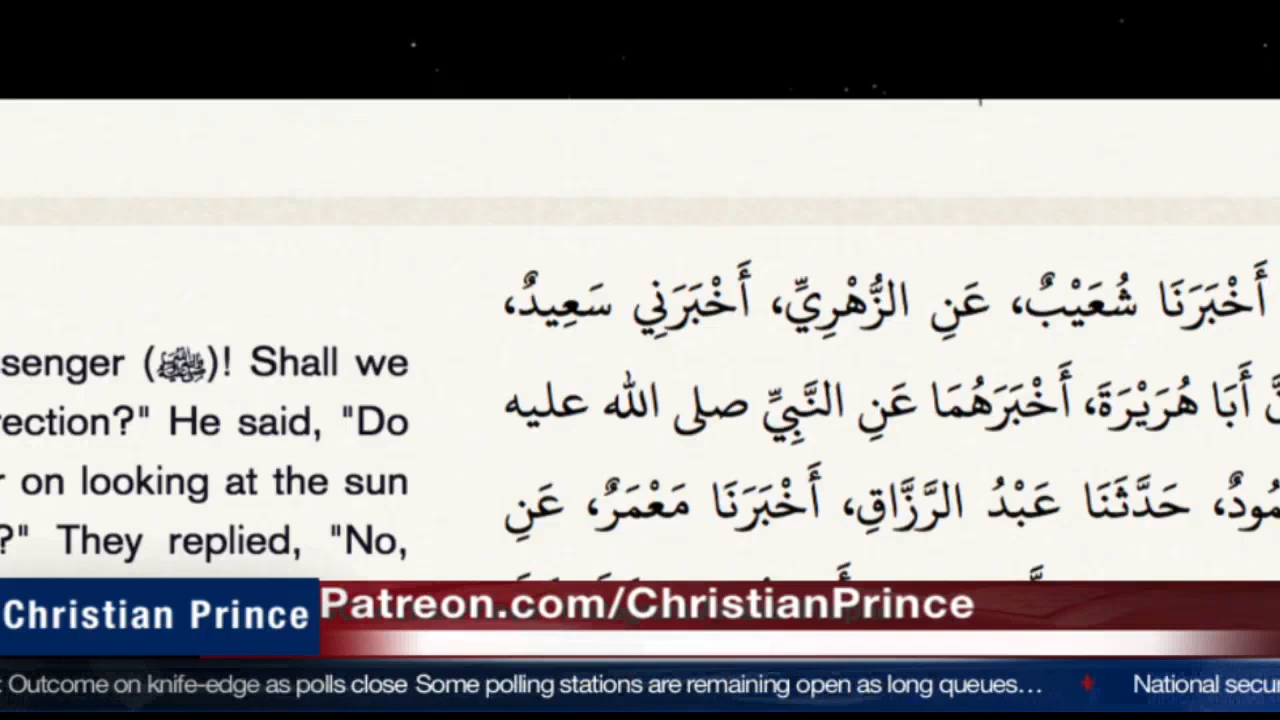 أَخْبَرَنَا شُعَيْبٌ، عَنِ الزُّهْرِيِّ، أَخْبَرَنِي سَعِيدٌ،
ssenger (ﷺ)! Shall we
نَّ أَبَا هُرَيْرَةَ، أَخْبَرَهُمَا عَنِ النَّبِيِّ صلى الله عليه
rection?" He said, "Do
r on looking at the sun
مُودٌ، حَدَّثَنَا عَبْدُ الرَّزَّاقِ، أَخْبَرَنَا مَعْمَرٌ، عَنِ
?" They replied, "No,
Christian Prince
Patreon.com/ChristianPrince
: Outcome on knife-edge as polls close Some polling stations are remaining open as long queues… National secur